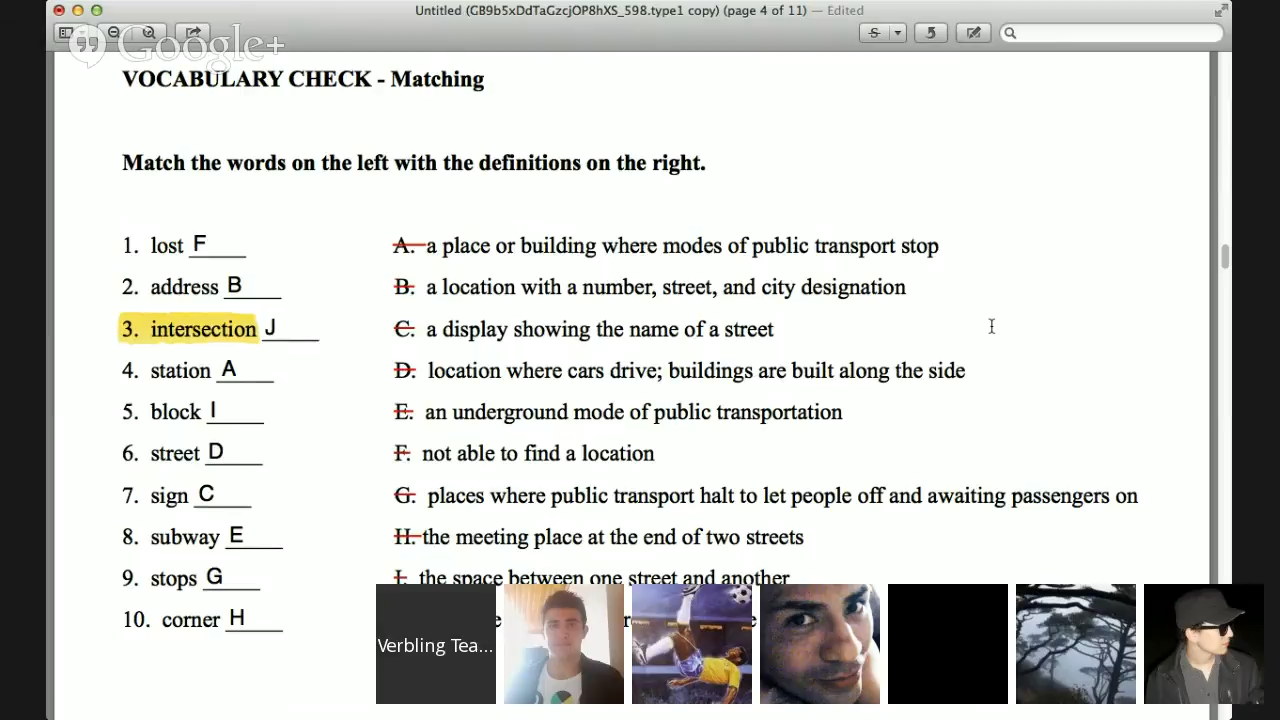 Untitled (GB9b5xDdTaGzcjOP8hXS_598.type1 copy) (page 4 of 11) — Edited
Google+
VOCABULARY CHECK - Matching
Match the words on the left with the definitions on the right.
1. lost F A. a place or building where modes of public transport stop
2. address B B. a location with a number, street, and city designation
3. intersection J C. a display showing the name of a street
4. station A D. location where cars drive; buildings are built along the side
5. block I E. an underground mode of public transportation
6. street D F. not able to find a location
7. sign C G. places where public transport halt to let people off and awaiting passengers on
8. subway E H. the meeting place at the end of two streets
9. stops G I. the space between one street and another
10. corner H
Verbling Tea...